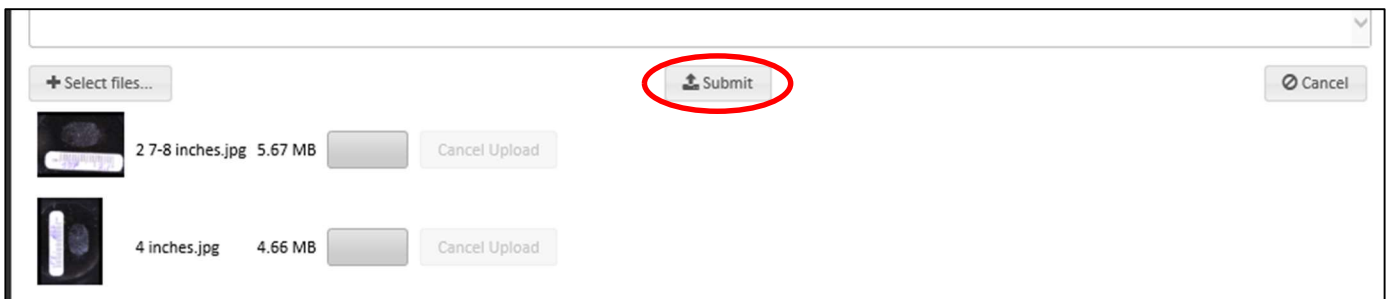 Select files...
Submit
Cancel
2 7-8 inches.jpg 5.67 MB Cancel Upload
4 inches.jpg 4.66 MB Cancel Upload